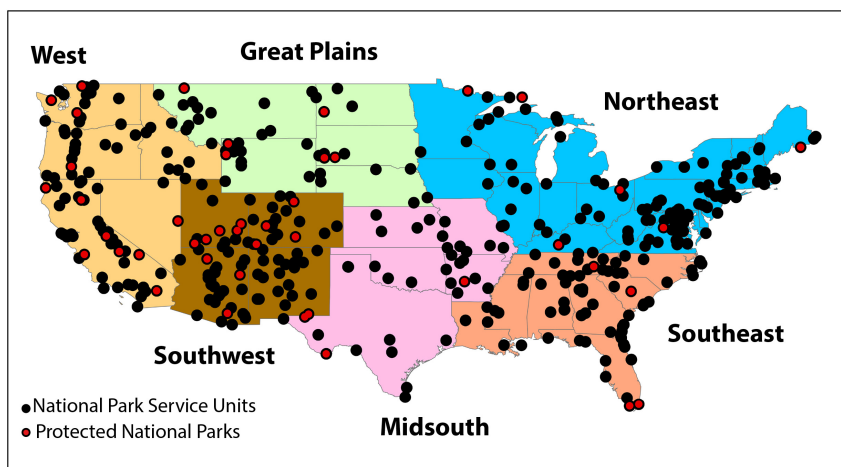 West
Great Plains
Northeast
Southwest
Southeast
Midsouth
National Park Service Units
Protected National Parks